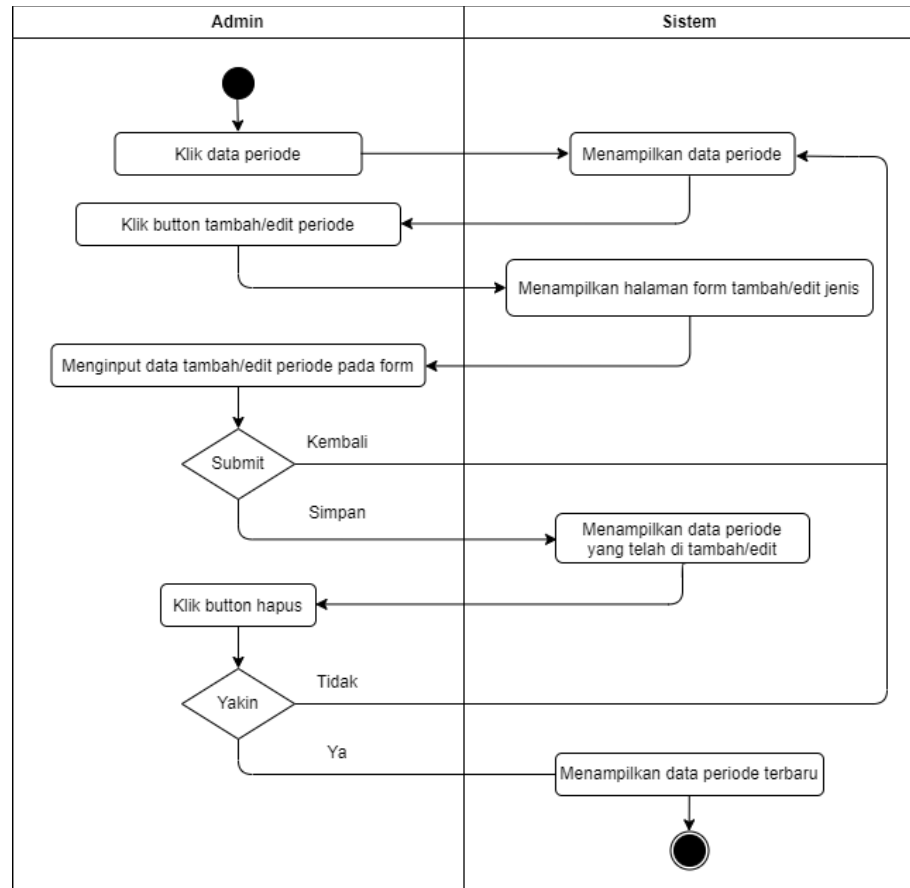 Admin
Sistem
Klik data periode
Menampilkan data periode
Klik button tambah/edit periode
Menampilkan halaman form tambah/edit jenis
Menginput data tambah/edit periode pada form
Submit
Kembali
Simpan
Menampilkan data periode
yang telah di tambah/edit
Klik button hapus
Yakin
Tidak
Ya
Menampilkan data periode terbaru